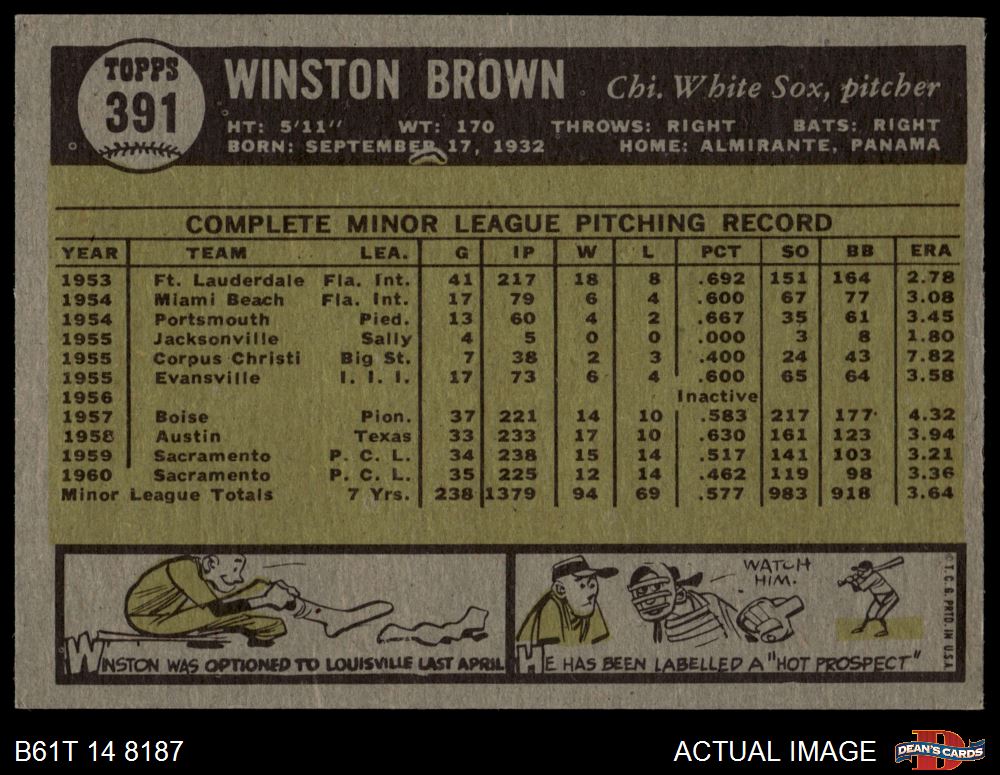 TOPPS
391
WINSTON BROWN Chi. White Sox, pitcher
HT: 5'11" WT: 170 THROWS: RIGHT BATS: RIGHT
BORN: SEPTEMBER 17, 1932 HOME: ALMIRANTE, PANAMA
COMPLETE MINOR LEAGUE PITCHING RECORD
YEAR TEAM LEA. G IP W L PCT SO BB ERA
1953 Ft. Lauderdale Fla. Int. 41 217 18 8 .692 151 164 2.78
1954 Miami Beach Fla. Int. 17 79 6 4 .600 67 77 3.08
1954 Portsmouth Pied. 13 60 4 2 .667 35 61 3.45
1955 Jacksonville Sally 4 5 0 0 .000 3 8 1.80
1955 Corpus Christi Big St. 7 38 2 3 .400 24 43 7.82
1955 Evansville I. I. I. 17 73 6 4 .600 65 64 3.58
1956 Inactive
1957 Boise Pion. 37 221 14 10 .583 217 177 4.32
1958 Austin Texas 33 233 17 10 .630 161 123 3.94
1959 Sacramento P. C. L. 34 238 15 14 .517 141 103 3.21
1960 Sacramento P. C. L. 35 225 12 14 .462 119 98 3.36
Minor League Totals 7 Yrs. 238 1379 94 69 .577 983 918 3.64
WINSTON WAS OPTIONED TO LOUISVILLE LAST APRIL
WATCH
HIM.
HE HAS BEEN LABELLED A "HOT PROSPECT"
© T. C. G. PRTD. IN U.S.A.
B61T 14 8187
ACTUAL IMAGE
D
DEAN'S CARDS